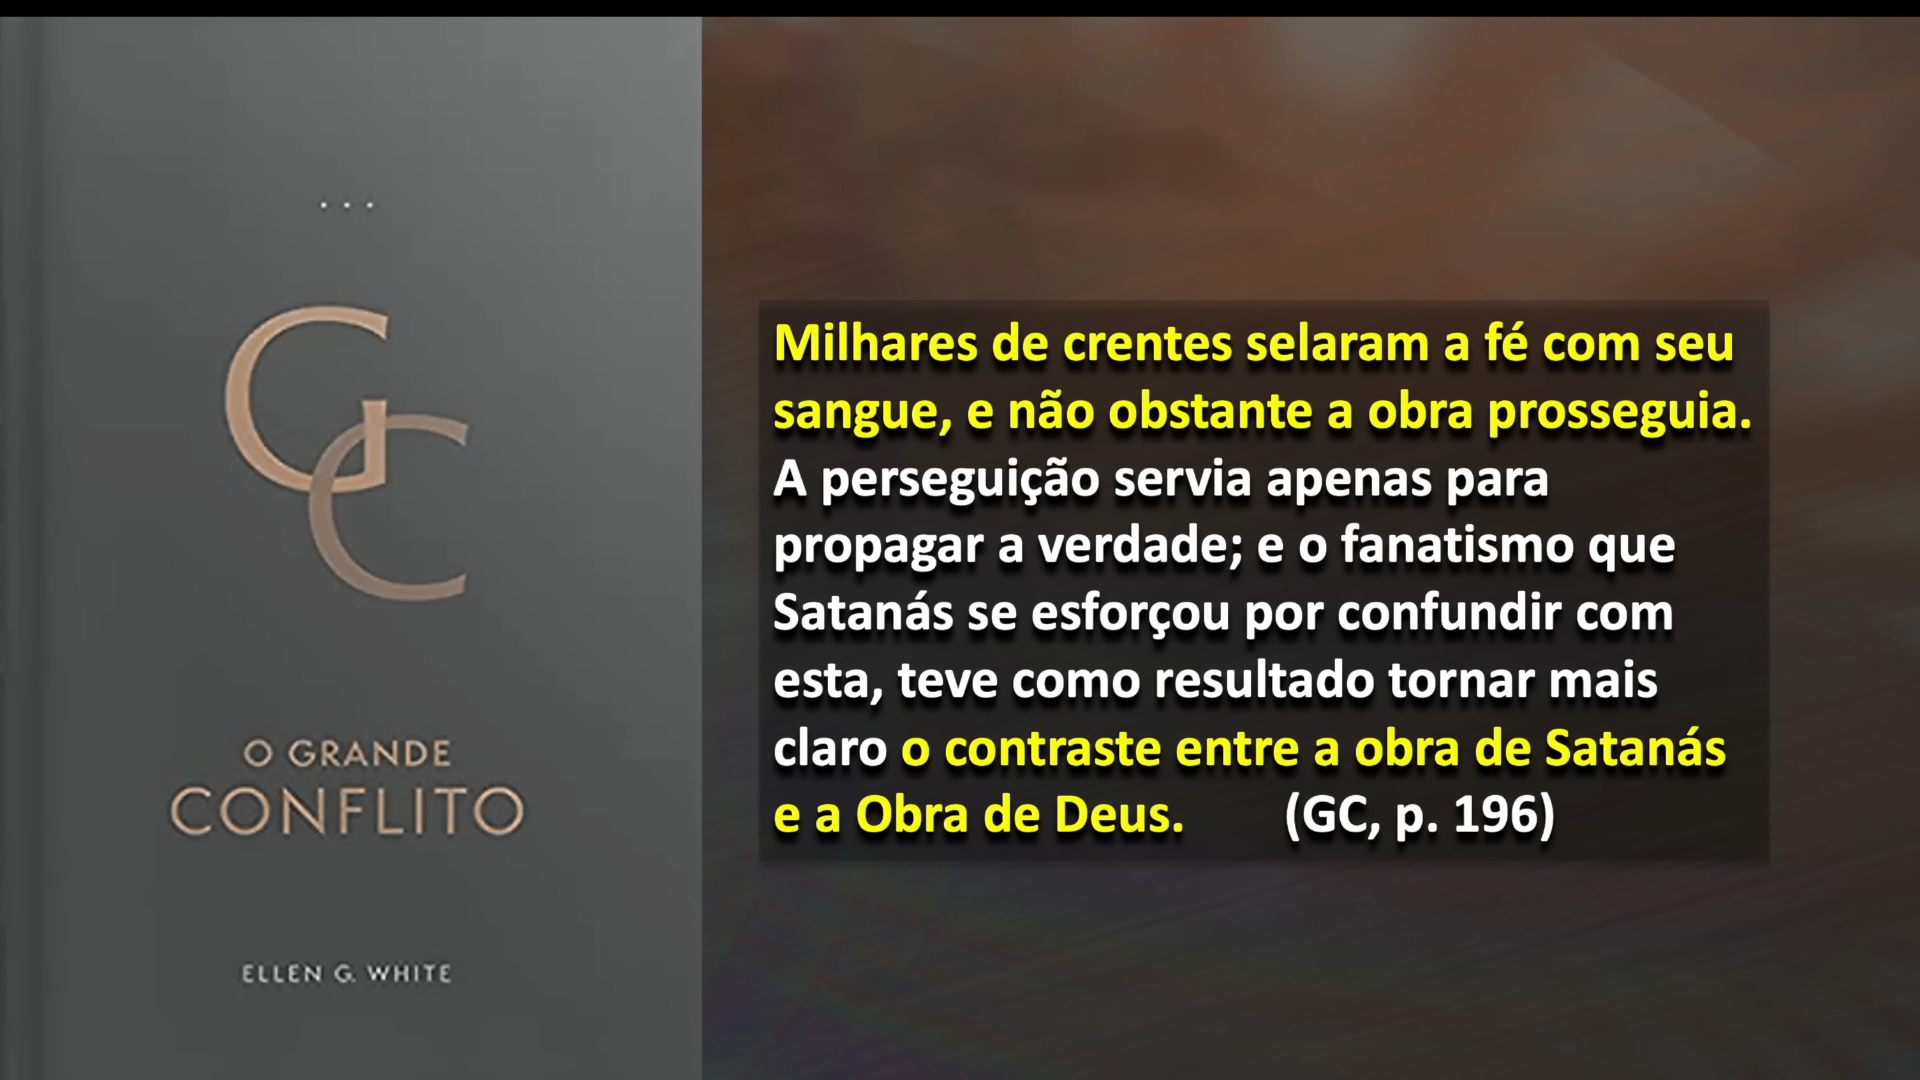 ...
GC
O GRANDE
CONFLITO
ELLEN G. WHITE
Milhares de crentes selaram a fé com seu
sangue, e não obstante a obra prosseguia.
A perseguição servia apenas para
propagar a verdade; e o fanatismo que
Satanás se esforçou por confundir com
esta, teve como resultado tornar mais
claro o contraste entre a obra de Satanás
e a Obra de Deus. (GC, p. 196)